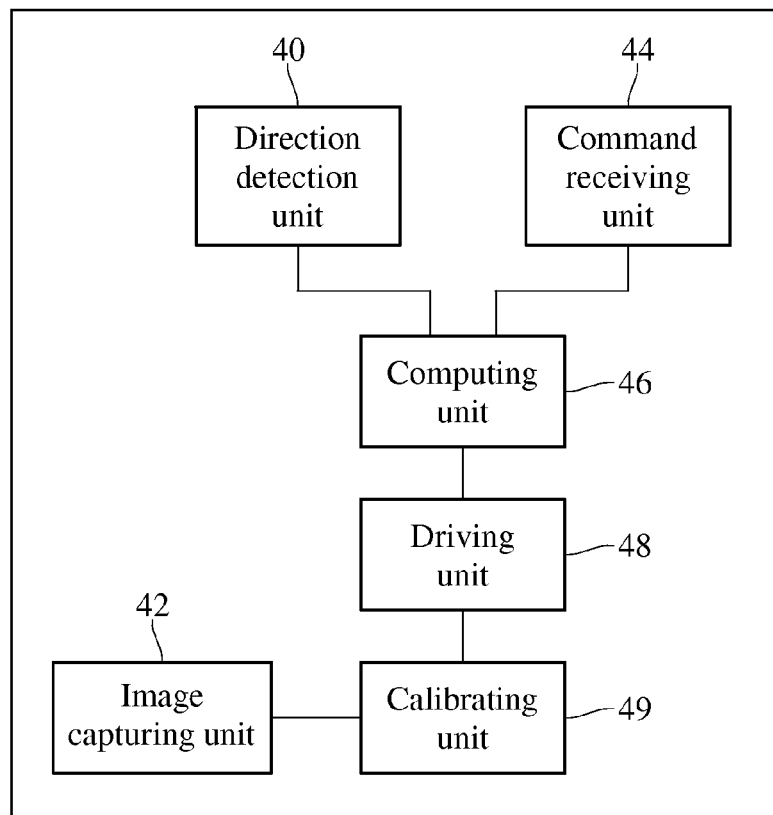 40
44
Direction
detection
unit
Command
receiving
unit
Computing
unit
46
Driving
unit
48
42
Image
capturing unit
Calibrating
unit
49